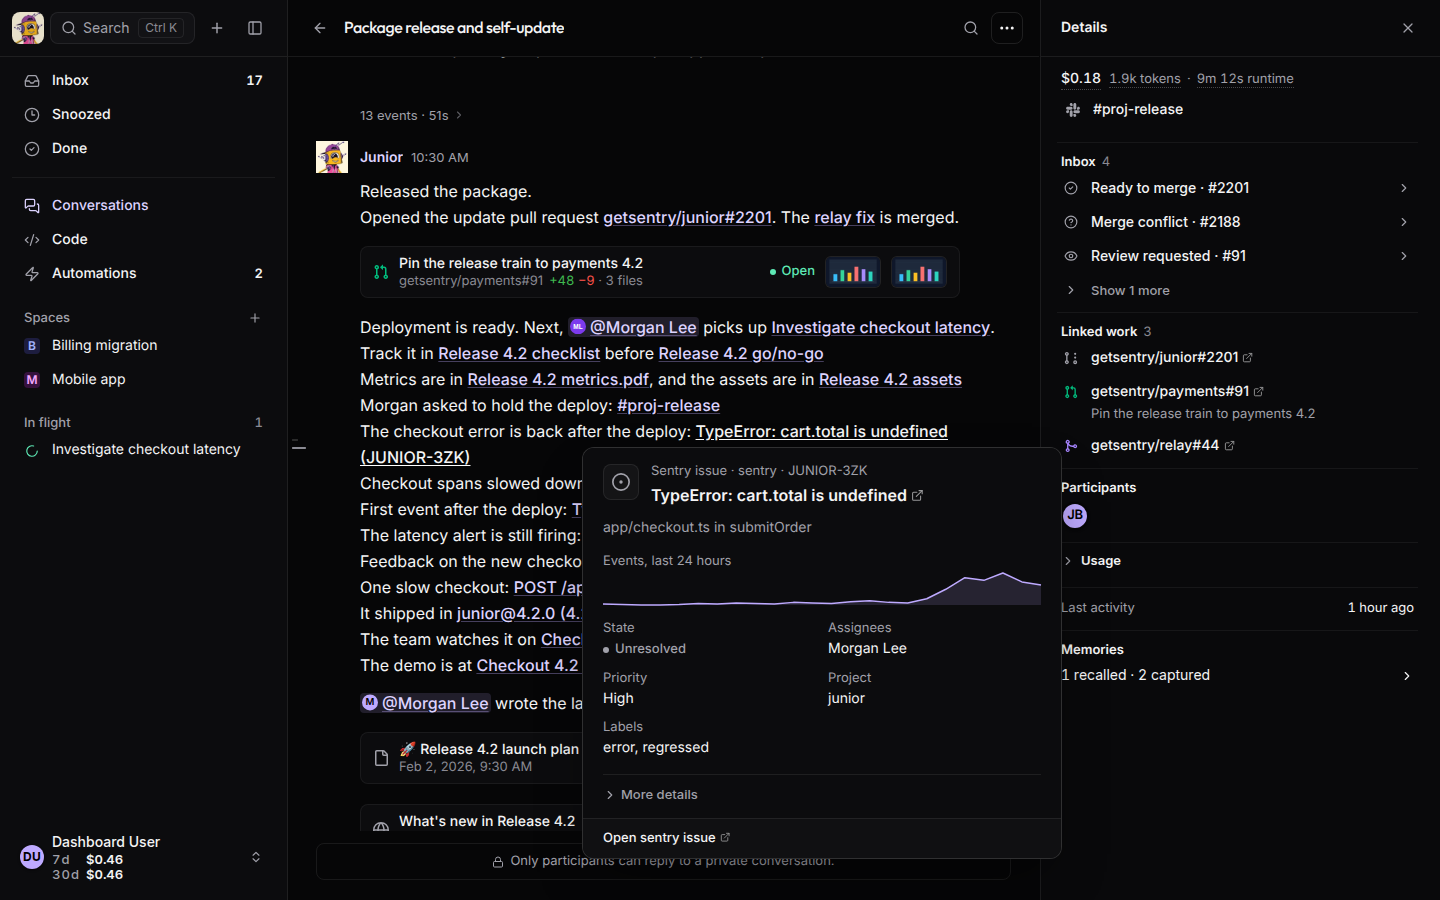 Search Ctrl K
Inbox 17
Snoozed
Done
Conversations
Code
Automations 2
Spaces
B Billing migration
M Mobile app
In flight 1
Investigate checkout latency
DU Dashboard User
7d $0.46
30d $0.46
Package release and self-update
13 events · 51s
Junior 10:30 AM
Released the package.
Opened the update pull request getsentry/junior#2201. The relay fix is merged.
Pin the release train to payments 4.2
getsentry/payments#91 +48 −9 · 3 files
Open
Deployment is ready. Next, ML @Morgan Lee picks up Investigate checkout latency.
Track it in Release 4.2 checklist before Release 4.2 go/no-go
Metrics are in Release 4.2 metrics.pdf, and the assets are in Release 4.2 assets
Morgan asked to hold the deploy: #proj-release
The checkout error is back after the deploy: TypeError: cart.total is undefined
(JUNIOR-3ZK)
Checkout spans slowed down
First event after the deploy: T
The latency alert is still firing:
Feedback on the new checko
One slow checkout: POST /ap
It shipped in junior@4.2.0 (4.
The team watches it on Chec
The demo is at Checkout 4.2
M @Morgan Lee wrote the la
🚀 Release 4.2 launch plan
Feb 2, 2026, 9:30 AM
What's new in Release 4.2
Only participants can reply to a private conversation.
Sentry issue · sentry · JUNIOR-3ZK
TypeError: cart.total is undefined
app/checkout.ts in submitOrder
Events, last 24 hours
State Assignees
Unresolved Morgan Lee
Priority Project
High junior
Labels
error, regressed
More details
Open sentry issue
Details
$0.18 1.9k tokens · 9m 12s runtime
#proj-release
Inbox 4
Ready to merge · #2201
Merge conflict · #2188
Review requested · #91
Show 1 more
Linked work 3
getsentry/junior#2201
getsentry/payments#91
Pin the release train to payments 4.2
getsentry/relay#44
Participants
JB
Usage
Last activity 1 hour ago
Memories
1 recalled · 2 captured